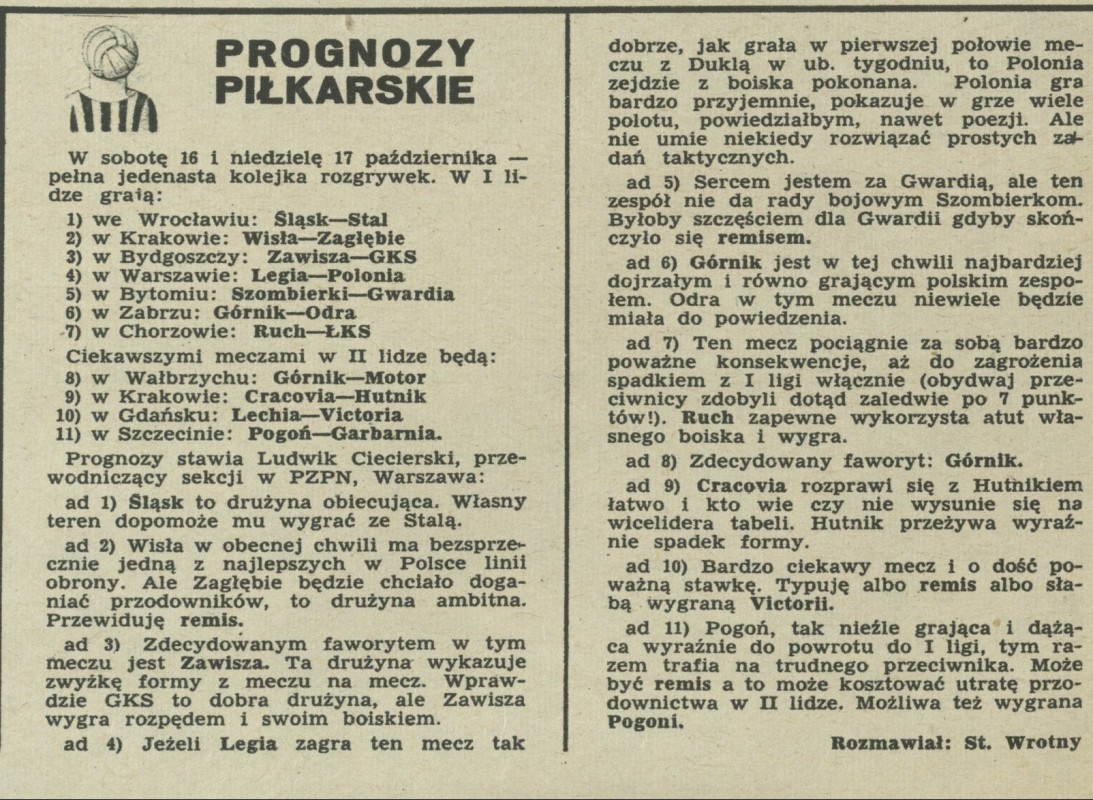 PROGNOZY
PIŁKARSKIE
W sobotę 16 i niedzielę 17 października —
pełna jedenasta kolejka rozgrywek. W I li-
dze grają:
1) we Wrocławiu: Śląsk—Stal
2) w Krakowie: Wisła—Zagłębie
3) w Bydgoszczy: Zawisza—GKS
4) w Warszawie: Legia—Polonia
5) w Bytomiu: Szombierki—Gwardia
6) w Zabrzu: Górnik—Odra
7) w Chorzowie: Ruch—ŁKS
Ciekawszymi meczami w II lidze będą:
8) w Wałbrzychu: Górnik—Motor
9) w Krakowie: Cracovia—Hutnik
10) w Gdańsku: Lechia—Victoria
11) w Szczecinie: Pogoń—Garbarnia.
Prognozy stawia Ludwik Ciecierski, prze-
wodniczący sekcji w PZPN, Warszawa:
ad 1) Śląsk to drużyna obiecująca. Własny
teren dopomoże mu wygrać ze Stalą.
ad 2) Wisła w obecnej chwili ma bezsprze-
cznie jedną z najlepszych w Polsce linii
obrony. Ale Zagłębie będzie chciało doga-
niać przodowników, to drużyna ambitna.
Przewiduję remis.
ad 3) Zdecydowanym faworytem w tym
meczu jest Zawisza. Ta drużyna wykazuje
zwyżkę formy z meczu na mecz. Wpraw-
dzie GKS to dobra drużyna, ale Zawisza
wygra rozpędem i swoim boiskiem.
ad 4) Jeżeli Legia zagra ten mecz tak
dobrze, jak grała w pierwszej połowie me-
czu z Duklą w ub. tygodniu, to Polonia
zejdzie z boiska pokonana. Polonia gra
bardzo przyjemnie, pokazuje w grze wiele
polotu, powiedziałbym, nawet poezji. Ale
nie umie niekiedy rozwiązać prostych za-
dań taktycznych.
ad 5) Sercem jestem za Gwardią, ale ten
zespół nie da rady bojowym Szombierkom.
Byłoby szczęściem dla Gwardii gdyby skoń-
czyło się remisem.
ad 6) Górnik jest w tej chwili najbardziej
dojrzałym i równo grającym polskim zespo-
łem. Odra w tym meczu niewiele będzie
miała do powiedzenia.
ad 7) Ten mecz pociągnie za sobą bardzo
poważne konsekwencje, aż do zagrożenia
spadkiem z I ligi włącznie (obydwaj prze-
ciwnicy zdobyli dotąd zaledwie po 7 punk-
tów!). Ruch zapewne wykorzysta atut wła-
snego boiska i wygra.
ad 8) Zdecydowany faworyt: Górnik.
ad 9) Cracovia rozprawi się z Hutnikiem
łatwo i kto wie czy nie wysunie się na
wicelidera tabeli. Hutnik przeżywa wyraź-
nie spadek formy.
ad 10) Bardzo ciekawy mecz i o dość po-
ważną stawkę. Typuję albo remis albo sła-
bą wygraną Victorii.
ad 11) Pogoń, tak nieźle grająca i dążą-
ca wyraźnie do powrotu do I ligi, tym ra-
zem trafia na trudnego przeciwnika. Może
być remis a to może kosztować utratę przo-
downictwa w II lidze. Możliwa też wygrana
Pogoni.
Rozmawiał: St. Wrotny